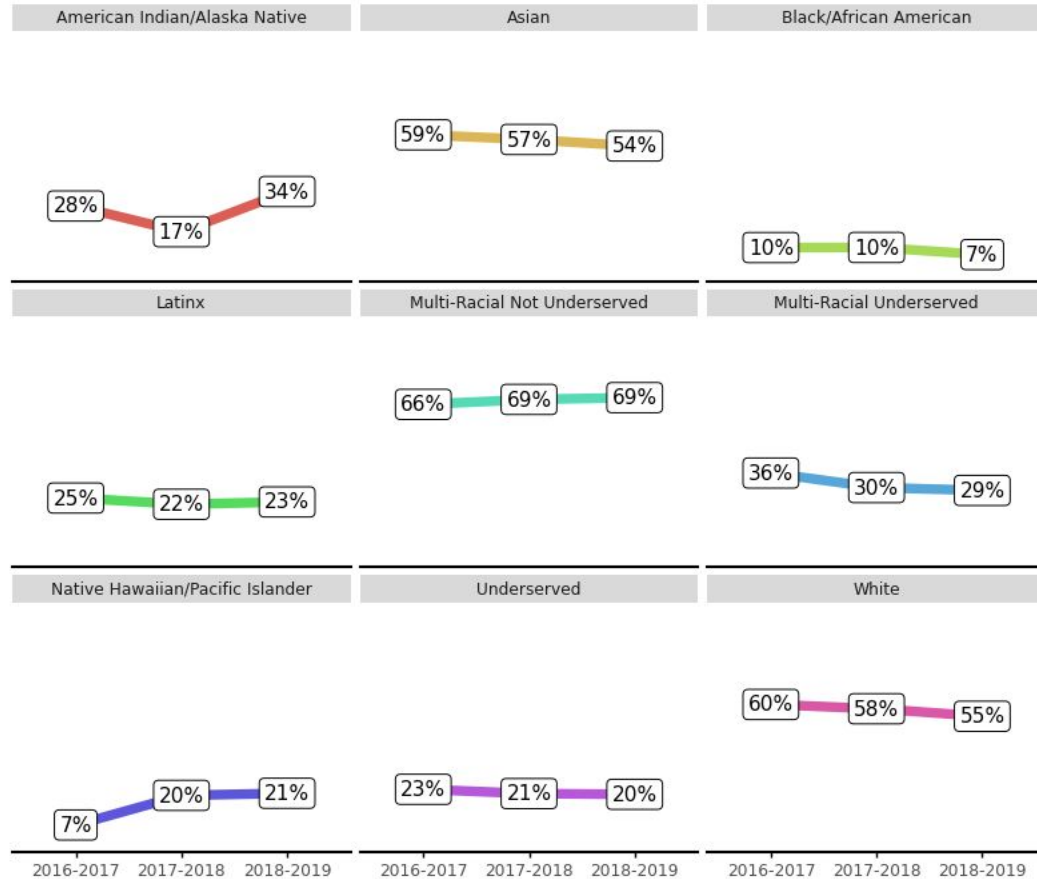 American Indian/Alaska Native
Asian
Black/African American
28%
17%
34%
59%
57%
54%
10%
10%
7%
Latinx
Multi-Racial Not Underserved
Multi-Racial Underserved
25%
22%
23%
66%
69%
69%
36%
30%
29%
Native Hawaiian/Pacific Islander
Underserved
White
7%
20%
21%
23%
21%
20%
60%
58%
55%
2016-2017 2017-2018 2018-2019
2016-2017 2017-2018 2018-2019
2016-2017 2017-2018 2018-2019